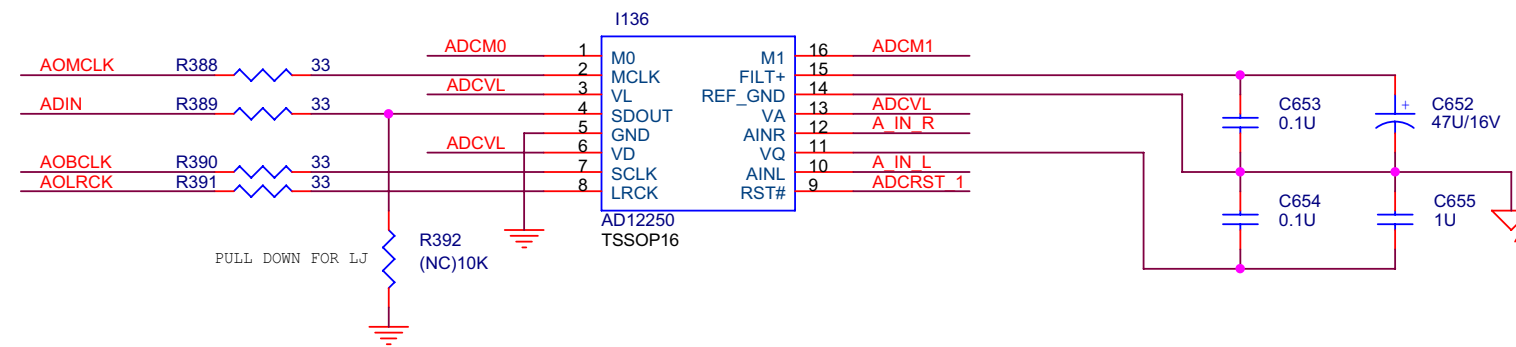 I136
ADCM0 1 M0 M1 16 ADCM1
AOMCLK R388 33 2 MCLK FILT+ 15
ADCVL 3 VL REF_GND 14
ADIN R389 33 4 SDOUT VA 13 ADCVL
5 GND AINR 12 A_IN_R
ADCVL 6 VD VQ 11
AOBCLK R390 33 7 SCLK AINL 10 A_IN_L
AOLRCK R391 33 8 LRCK RST# 9 ADCRST_1
AD12250
TSSOP16
C653
0.1U
C652
+
47U/16V
C654
0.1U
C655
1U
PULL DOWN FOR LJ
R392
(NC)10K